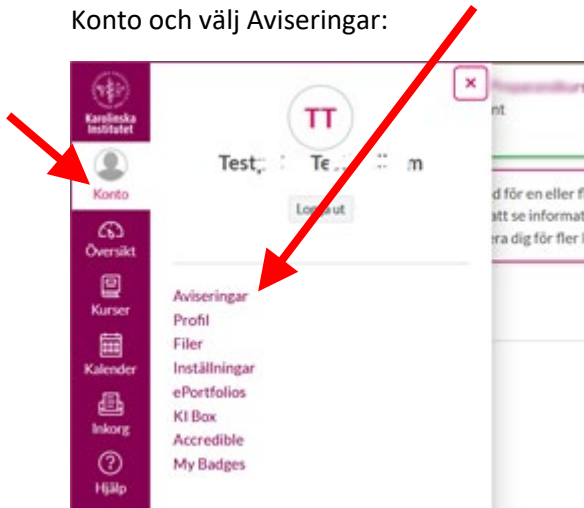 Konto och välj Aviseringar:
Karolinska
Institutet
Konto
Översikt
Kurser
Kalender
Inkorg
Hjälp
×
TT
Test
Logga ut
Aviseringar
Profil
Filer
Inställningar
ePortfolios
KI Box
Accredible
My Badges
nt
d för en eller f
att se informat
era dig för fler